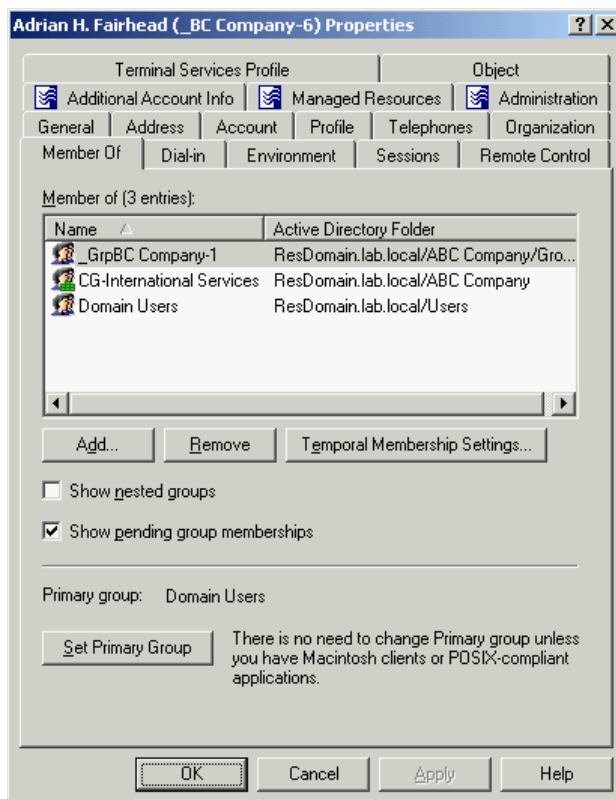 Adrian H. Fairhead (_BC Company-6) Properties
Terminal Services Profile Object
Additional Account Info Managed Resources Administration
General Address Account Profile Telephones Organization
Member Of Dial-in Environment Sessions Remote Control
Member of (3 entries):
Name Active Directory Folder
_GrpBC Company-1 ResDomain.lab.local/ABC Company/Gro...
CG-International Services ResDomain.lab.local/ABC Company
Domain Users ResDomain.lab.local/Users
Add... Remove Temporal Membership Settings...
Show nested groups
Show pending group memberships
Primary group: Domain Users
Set Primary Group
There is no need to change Primary group unless
you have Macintosh clients or POSIX-compliant
applications.
OK Cancel Apply Help